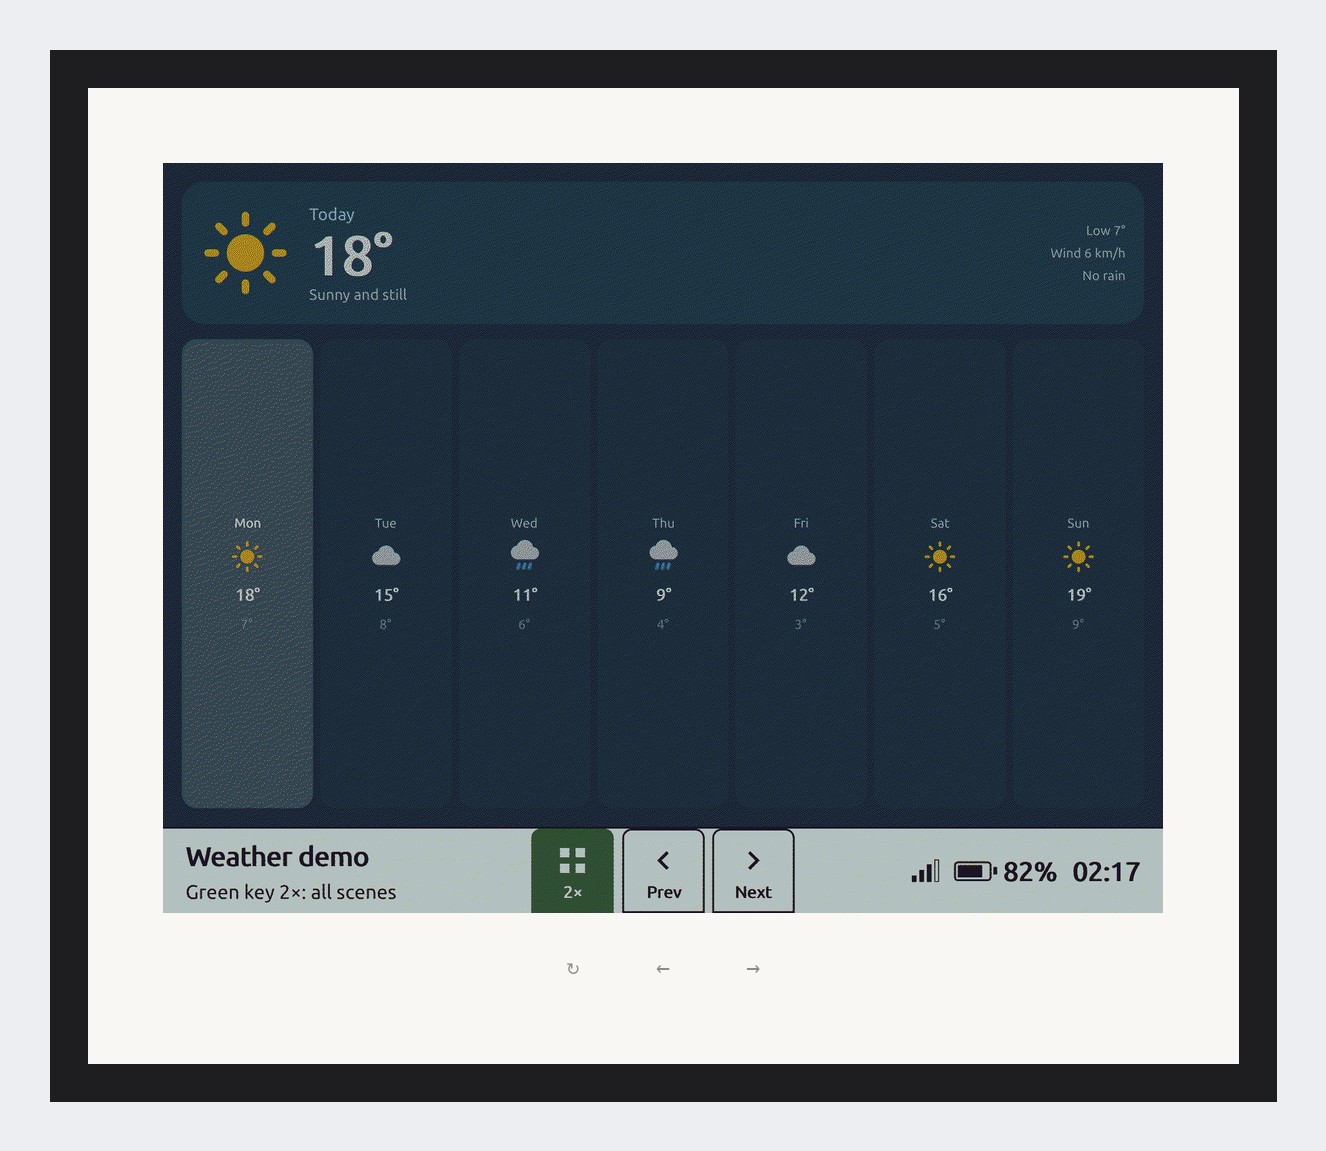 Today
18°
Sunny and still
Low 7°
Wind 6 km/h
No rain
Mon
18°
7°
Tue
15°
8°
Wed
11°
6°
Thu
9°
4°
Fri
12°
3°
Sat
16°
5°
Sun
19°
9°
Weather demo
Green key 2×: all scenes
2×
Prev
Next
82% 02:17